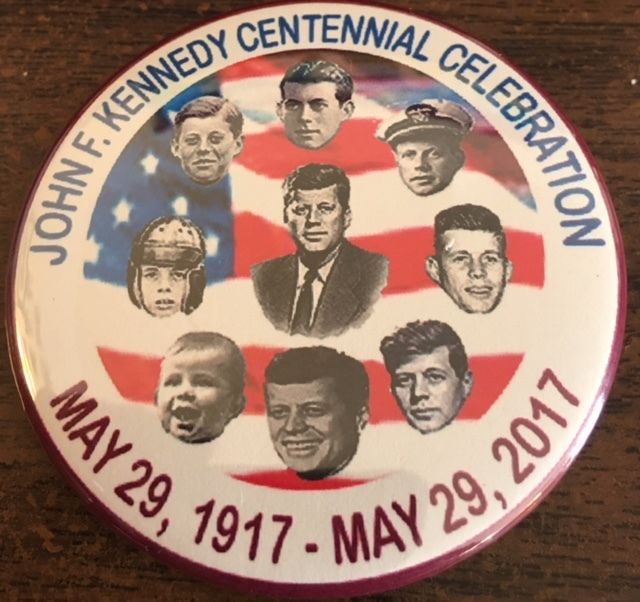 JOHN F. KENNEDY CENTENNIAL CELEBRATION
MAY 29, 1917 - MAY 29, 2017